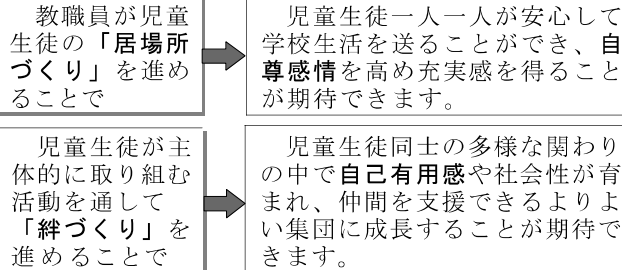 教職員が児童
生徒の「居場所
づくり」を進め
ることで
児童生徒一人一人が安心して
学校生活を送ることができ、自
尊感情を高め充実感を得ること
が期待できます。
児童生徒が主
体的に取り組む
活動を通して
「絆づくり」を
進めることで
児童生徒同士の多様な関わり
の中で自己有用感や社会性が育
まれ、仲間を支援できるよりよ
い集団に成長することが期待で
きます。